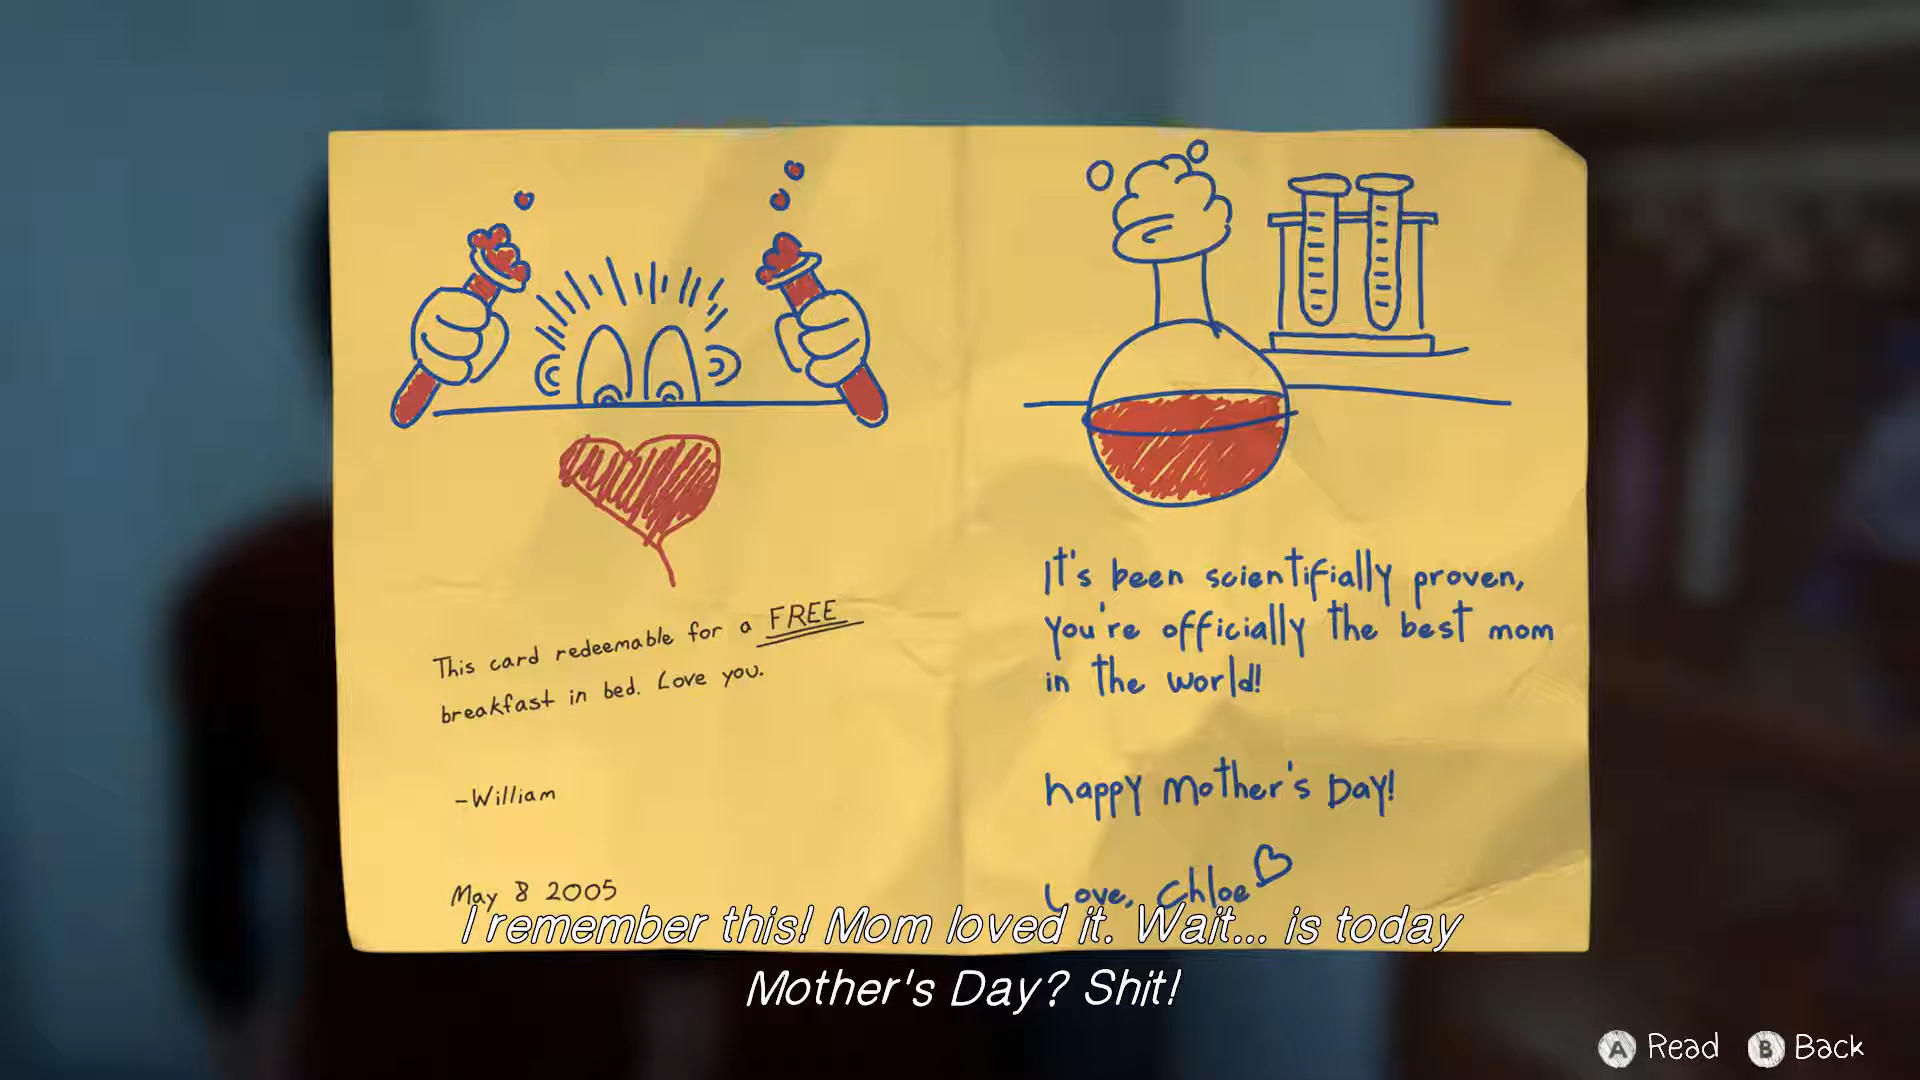 This card redeemable for a FREE
breakfast in bed. Love you.
-William
May 8 2005
It's been scientifially proven,
you're officially the best mom
in the world!
happy Mother's Day!
Love, Chloe
I remember this! Mom loved it. Wait... is today
Mother's Day? Shit!
A Read B Back